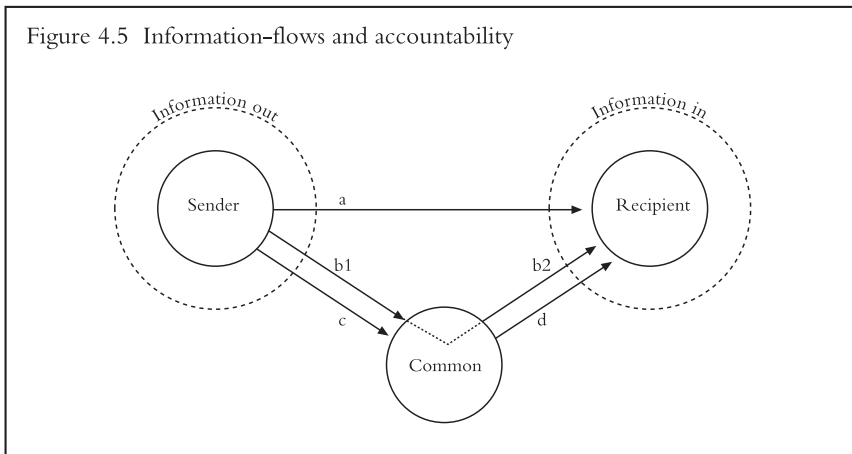 Figure 4.5 Information-flows and accountability
Information out
Information in
Sender
a
Recipient
b1
b2
c
d
Common